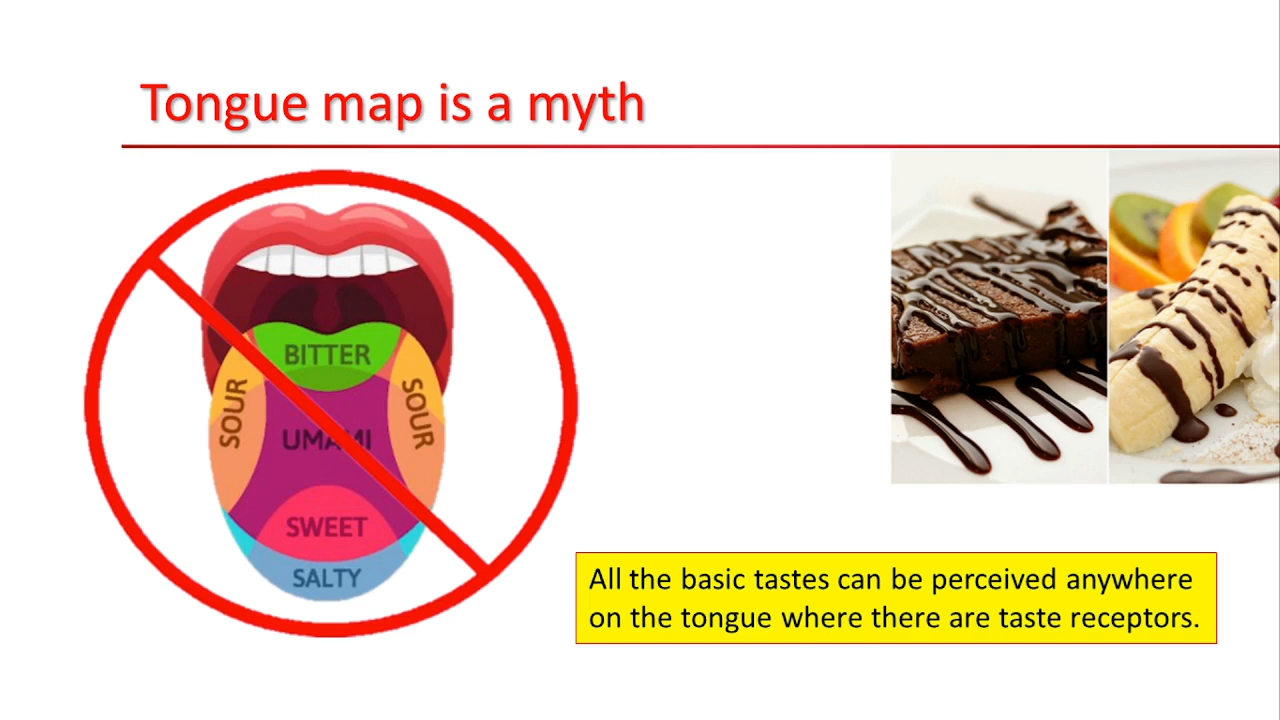 Tongue map is a myth
BITTER
SOUR
SOUR
UMAMI
SWEET
SALTY
All the basic tastes can be perceived anywhere
on the tongue where there are taste receptors.